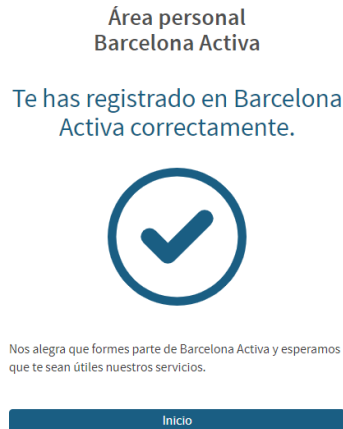 Área personal
Barcelona Activa
Te has registrado en Barcelona
Activa correctamente.
Nos alegra que formes parte de Barcelona Activa y esperamos
que te sean útiles nuestros servicios.
Inicio